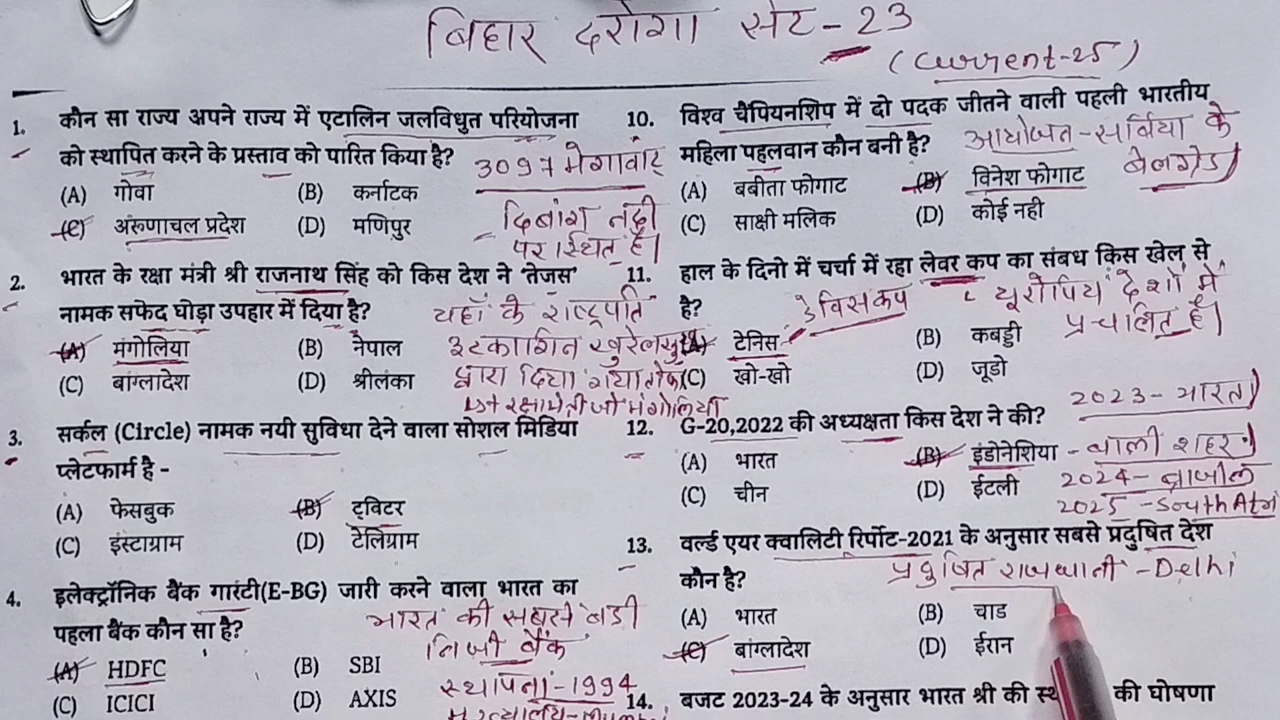 बिहार दरोगा सेट-23
(Current-25)
1. कौन सा राज्य अपने राज्य में एटालिन जलविधुत परियोजना
को स्थापित करने के प्रस्ताव को पारित किया है? 3097 मेगावाट
(A) गोवा (B) कर्नाटक
(C) अंरूणाचल प्रदेश (D) मणिपुर
दिबांग नदी
पर स्थित है।
2. भारत के रक्षा मंत्री श्री राजनाथ सिंह को किस देश ने ‘तेजस’
नामक सफेद घोड़ा उपहार में दिया है? यहाँ के राष्ट्रपति
(A) मंगोलिया (B) नेपाल
(C) बांग्लादेश (D) श्रीलंका
द्वारा दिया गया
3. सर्कल (Circle) नामक नयी सुविधा देने वाला सोशल मिडिया
प्लेटफार्म है -
(A) फेसबुक (B) ट्विटर
(C) इंस्टाग्राम (D) टेलिग्राम
4. इलेक्ट्रॉनिक बैंक गारंटी(E-BG) जारी करने वाला भारत का
पहला बैंक कौन सा है? भारत की सबसे बडी
निजी बैंक
(A) HDFC (B) SBI
(C) ICICI (D) AXIS
स्थापना-1994
10. विश्व चैपियनशिप में दो पदक जीतने वाली पहली भारतीय
महिला पहलवान कौन बनी है? आयोजन-सर्बिया के
बेलग्रेड
(A) बबीता फोगाट (B) विनेश फोगाट
(C) साक्षी मलिक (D) कोई नही
11. हाल के दिनो में चर्चा में रहा लेवर कप का संबध किस खेल से
है? डेविस कप यूरोपिय देशों में
प्रचालित है।
(A) टेनिस (B) कबड्डी
(C) खो-खो (D) जूडो
12. G-20,2022 की अध्यक्षता किस देश ने की? 2023-भारत
(A) भारत (B) इंडोनेशिया - बाली शहर
(C) चीन (D) ईटली
2024-ब्राजील
2025-South
13. वर्ल्ड एयर क्वालिटी रिर्पोट-2021 के अनुसार सबसे प्रदुषित देश
कौन है? प्रदुषित राजधानी-Delhi
(A) भारत (B) चाड
(C) बांग्लादेश (D) ईरान
14. बजट 2023-24 के अनुसार भारत श्री की की घोषणा